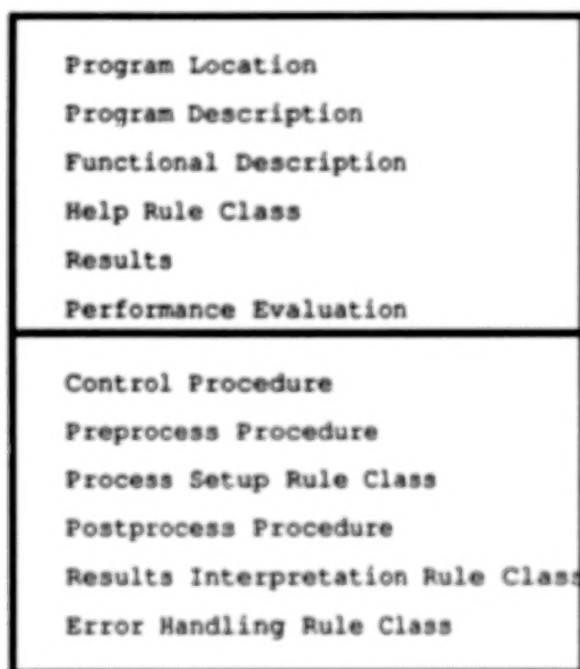 Program Location
Program Description
Functional Description
Help Rule Class
Results
Performance Evaluation
Control Procedure
Preprocess Procedure
Process Setup Rule Class
Postprocess Procedure
Results Interpretation Rule Class
Error Handling Rule Class